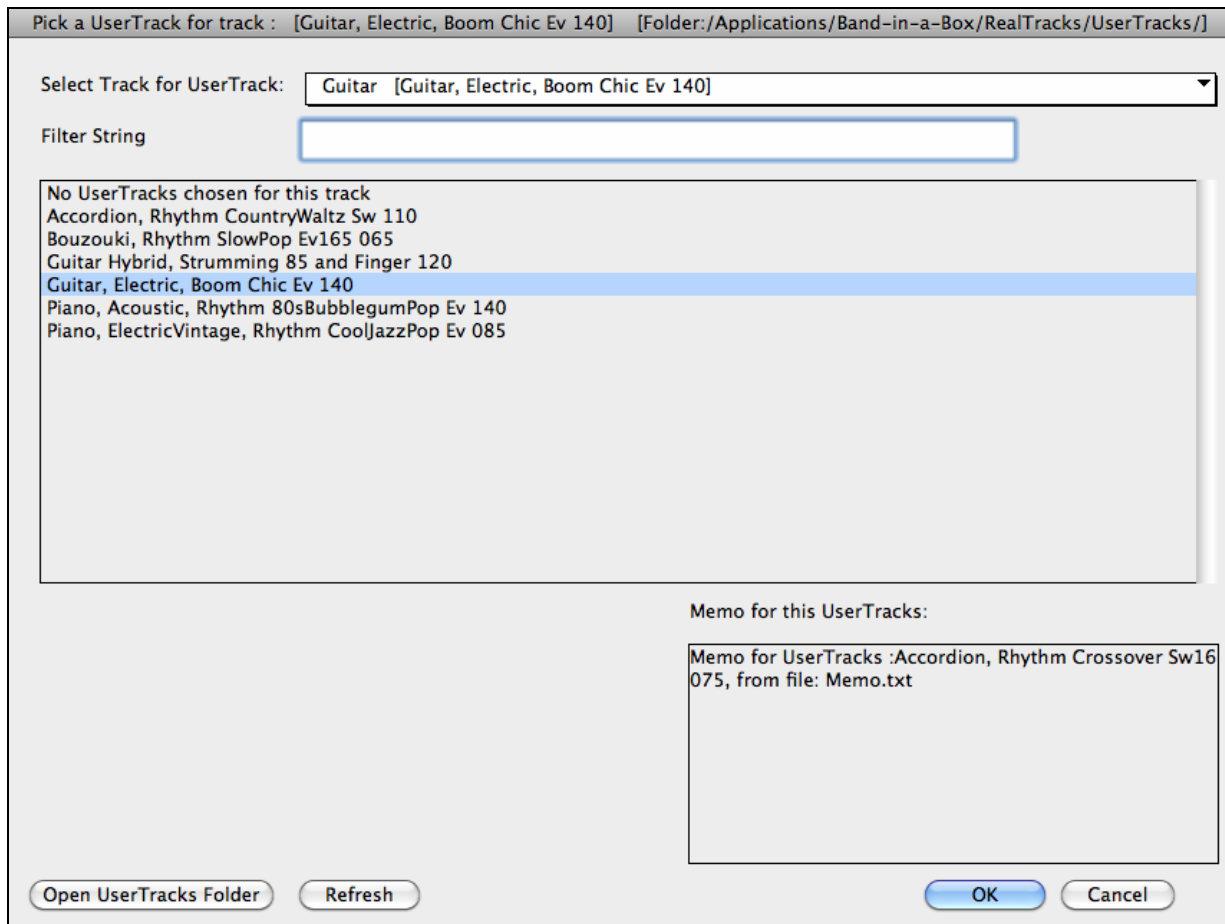 Pick a UserTrack for track : [Guitar, Electric, Boom Chic Ev 140] [Folder:/Applications/Band-in-a-Box/RealTracks/UserTracks/]
Select Track for UserTrack: Guitar [Guitar, Electric, Boom Chic Ev 140]
Filter String
No UserTracks chosen for this track
Accordion, Rhythm CountryWaltz Sw 110
Bouzouki, Rhythm SlowPop Ev165 065
Guitar Hybrid, Strumming 85 and Finger 120
Guitar, Electric, Boom Chic Ev 140
Piano, Acoustic, Rhythm 80sBubblegumPop Ev 140
Piano, ElectricVintage, Rhythm CoolJazzPop Ev 085
Memo for this UserTracks:
Memo for UserTracks :Accordion, Rhythm Crossover Sw16
075, from file: Memo.txt
Open UserTracks Folder Refresh OK Cancel